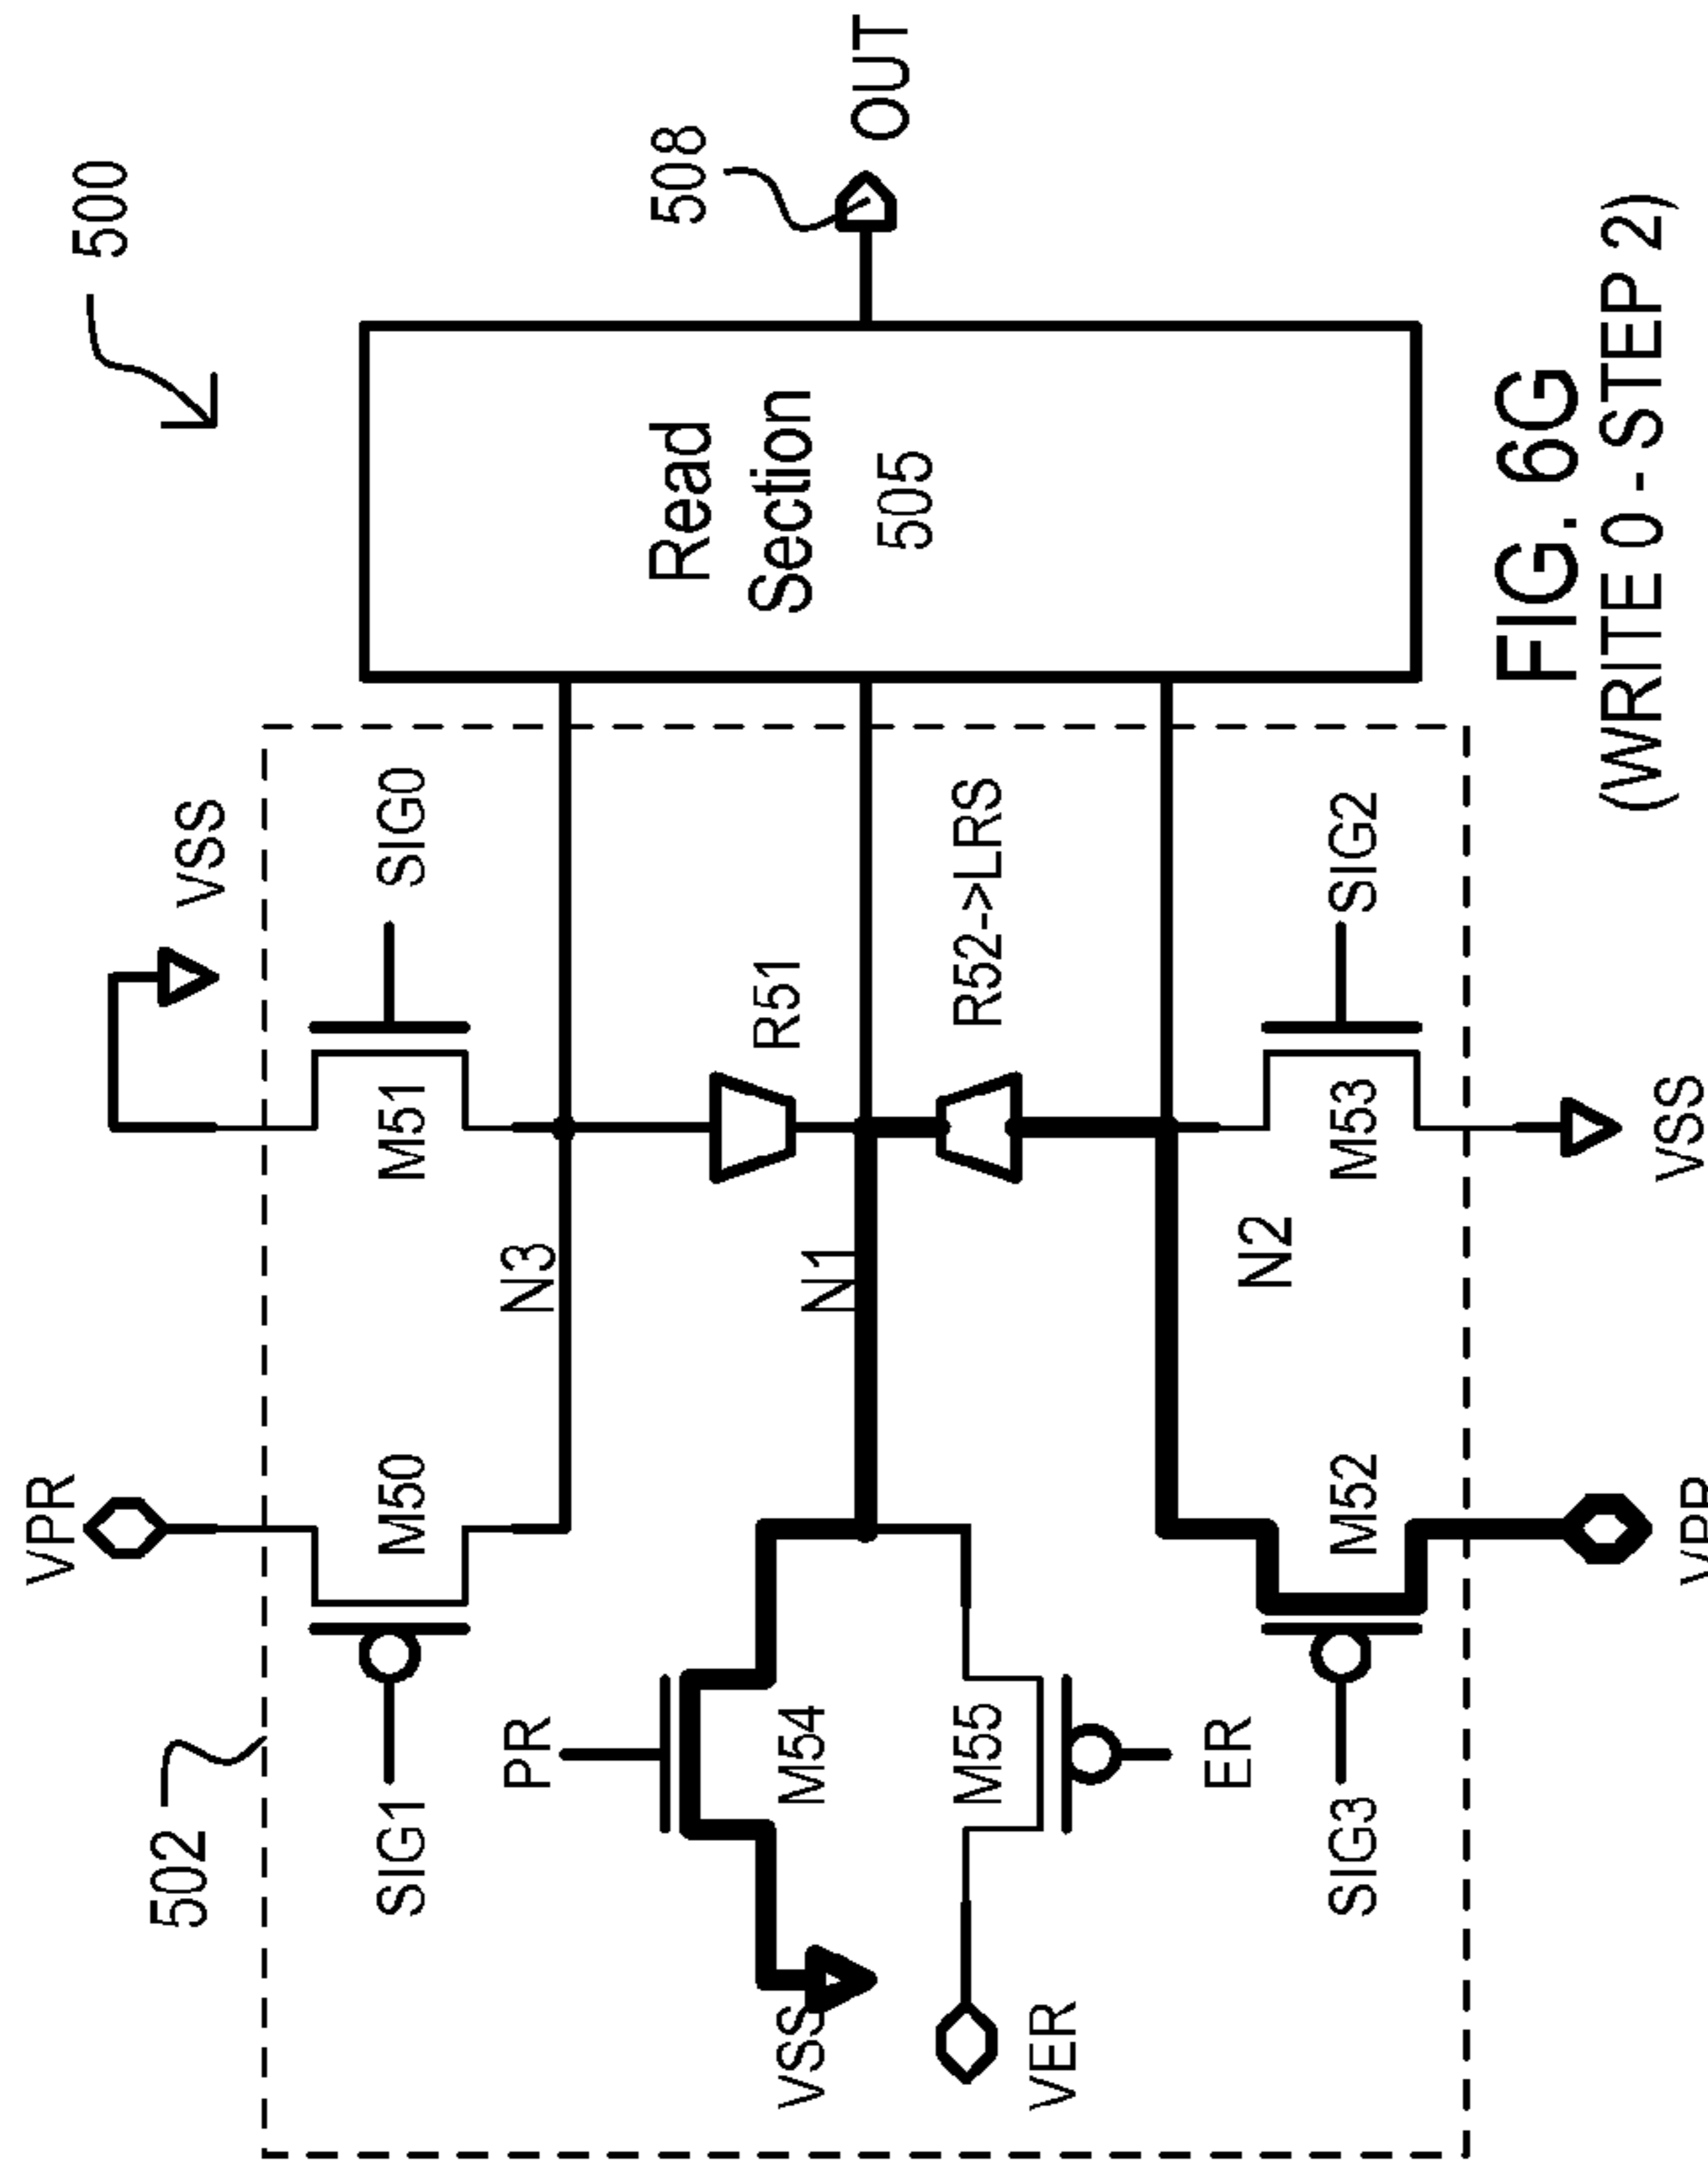 500
VPR
VSS
502
SIG1
M50
M51
SIG0
N3
PR
Read
Section
505
508
OUT
R51
N1
M54
VSS
M55
VER
ER
R52->LRS
N2
SIG3
M52
M53
SIG2
VPR
VSS
FIG. 6G
(WRITE 0 - STEP 2)